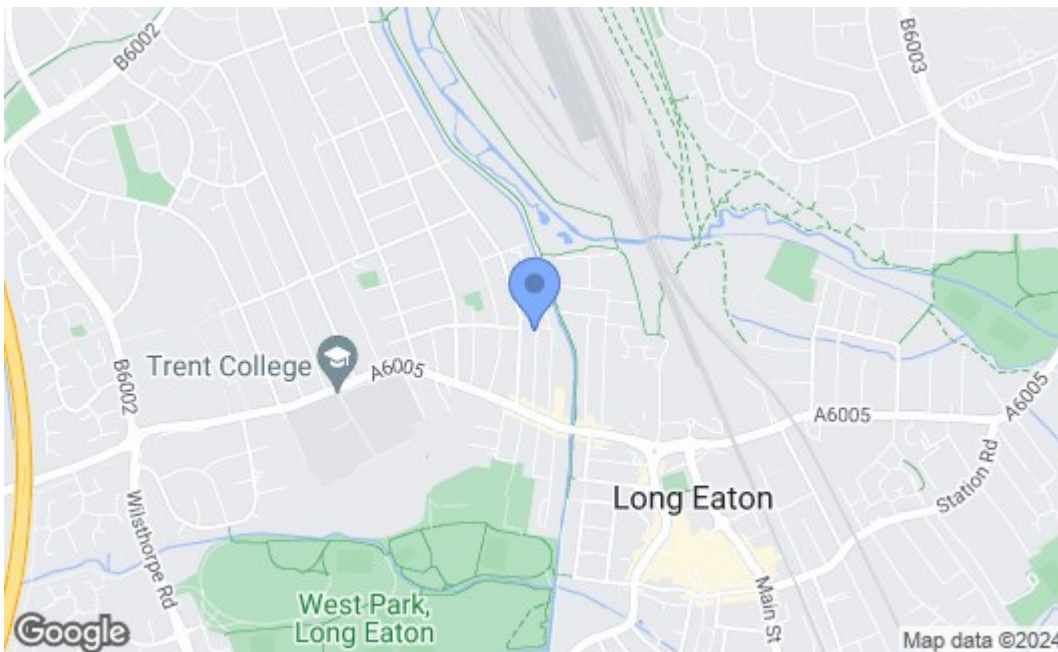 B6002
B6003
Trent College
A6005
A6005
A6005
B6002
Station Rd
Long Eaton
Wilsthorpe Rd
Main St
West Park,
Long Eaton
Google
Map data ©2024